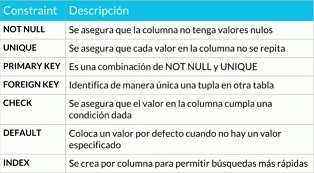 Constraint Descripción
NOT NULL Se asegura que la columna no tenga valores nulos
UNIQUE Se asegura que cada valor en la columna no se repita
PRIMARY KEY Es una combinación de NOT NULL y UNIQUE
FOREIGN KEY Identifica de manera única una tupla en otra tabla
CHECK Se asegura que el valor en la columna cumpla una
condición dada
DEFAULT Coloca un valor por defecto cuando no hay un valor
especificado
INDEX Se crea por columna para permitir búsquedas más rápidas